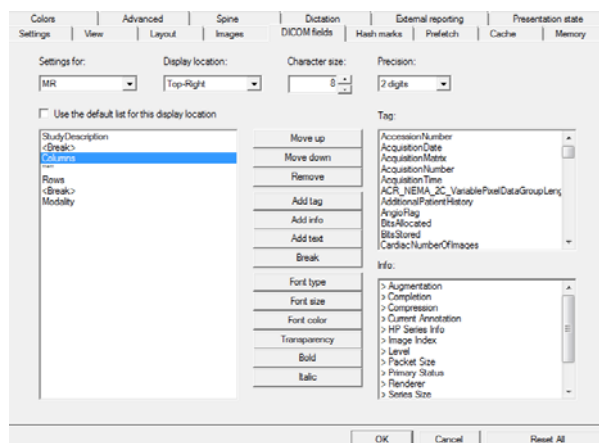 Colors Advanced Spine Dictation External reporting Presentation state
Settings View Layout Images DICOM fields Hash marks Prefetch Cache Memory
Settings for: Display location: Character size: Precision:
MR Top-Right 8 2 digits
Use the default list for this display location
Tag:
StudyDescription
<Break>
Columns
Rows
<Break>
Modality
Move up
Move down
Remove
Add tag
Add info
Add text
Break
Font type
Font size
Font color
Transparency
Bold
Italic
AccessionNumber
AcquisitionDate
AcquisitionMatrix
AcquisitionNumber
AcquisitionTime
ACR_NEMA_2C_VariablePixelDataGroupLeng
AdditionalPatientHistory
AngioFlag
BitsAllocated
BitsStored
CardiacNumberOfImages
Info:
> Augmentation
> Completion
> Compression
> Current Annotation
> HP Series Info
> Image Index
> Level
> Packet Size
> Primary Status
> Renderer
> Series Size
OK Cancel Reset All